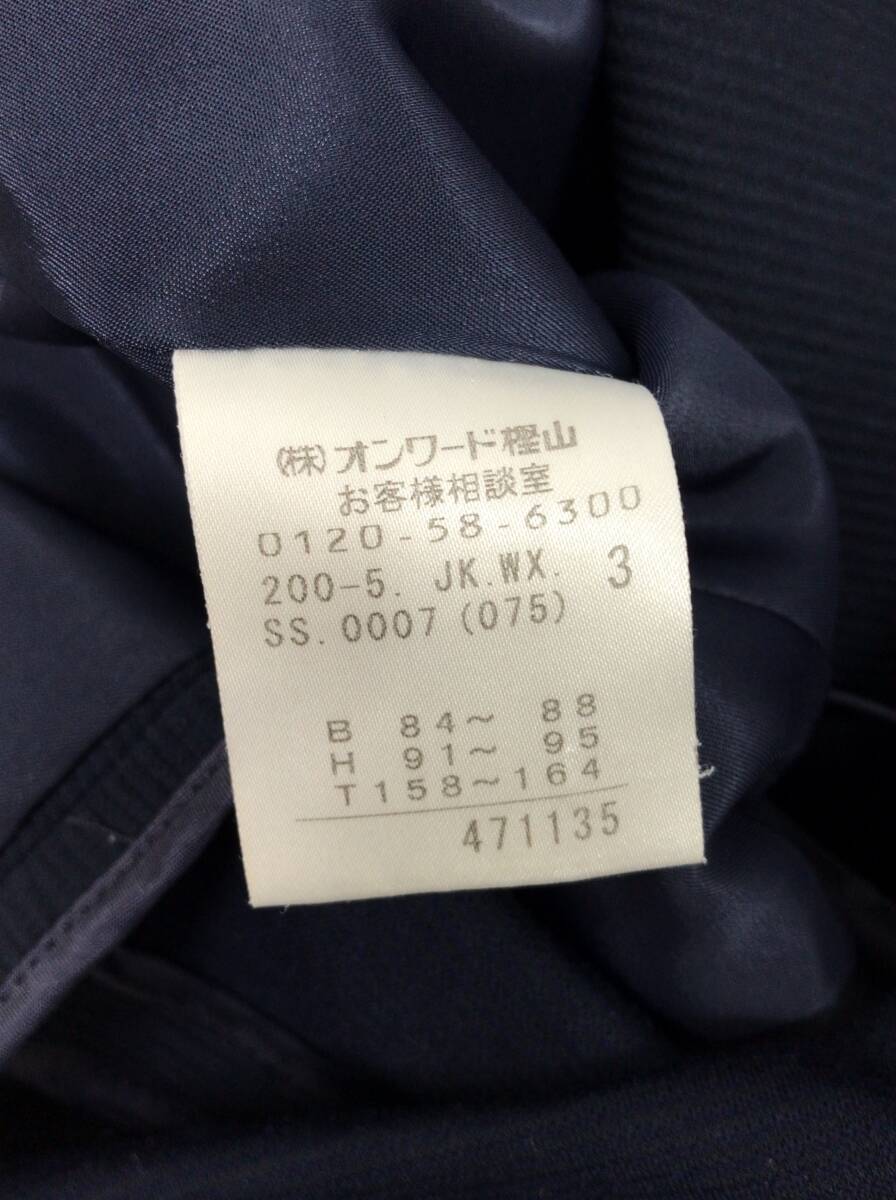 (株)オンワード樫山
お客様相談室
0120-58-6300
200-5. JK.WX. 3
SS.0007(075)
B 84~ 88
H 91~ 95
T158~164
471135